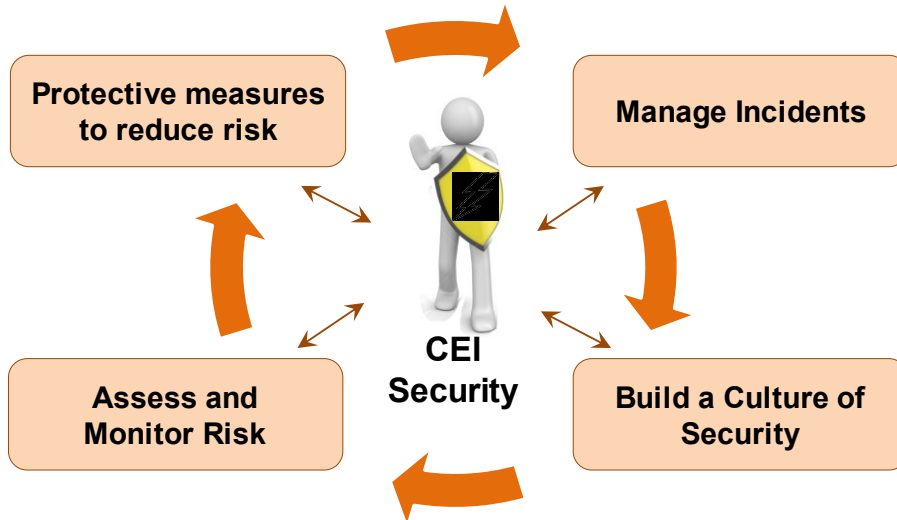 Protective measures
to reduce risk
Manage Incidents
CEI
Security
Assess and
Monitor Risk
Build a Culture of
Security